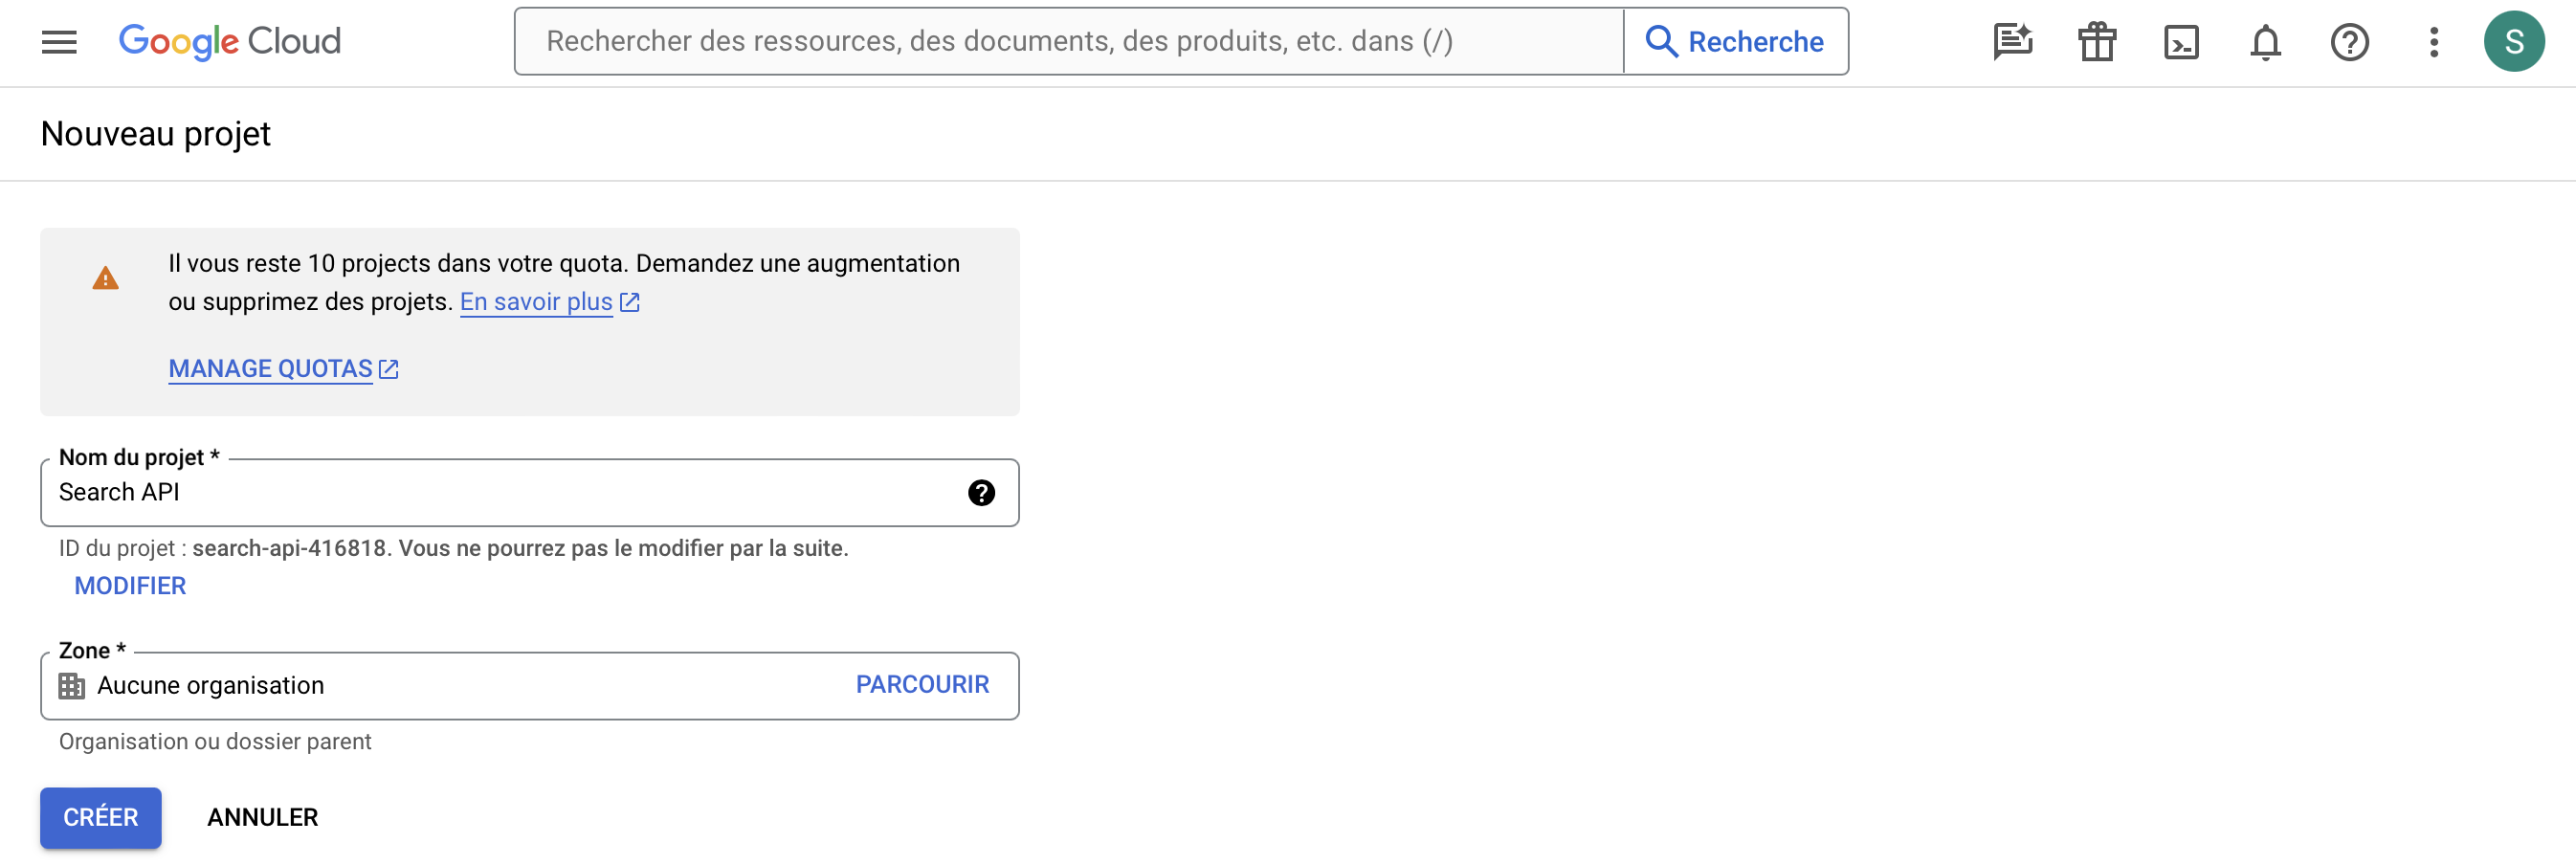 Google Cloud
Rechercher des ressources, des documents, des produits, etc. dans (/)
Recherche
S
Nouveau projet
Il vous reste 10 projects dans votre quota. Demandez une augmentation
ou supprimez des projets. En savoir plus
MANAGE QUOTAS
Nom du projet *
Search API
ID du projet : search-api-416818. Vous ne pourrez pas le modifier par la suite.
MODIFIER
Zone *
Aucune organisation
PARCOURIR
Organisation ou dossier parent
CRÉER
ANNULER